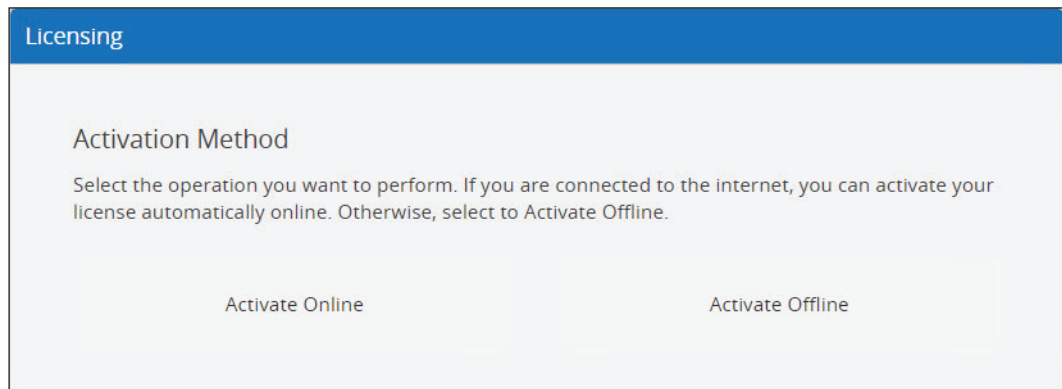 Licensing
Activation Method
Select the operation you want to perform. If you are connected to the internet, you can activate your
license automatically online. Otherwise, select to Activate Offline.
Activate Online
Activate Offline